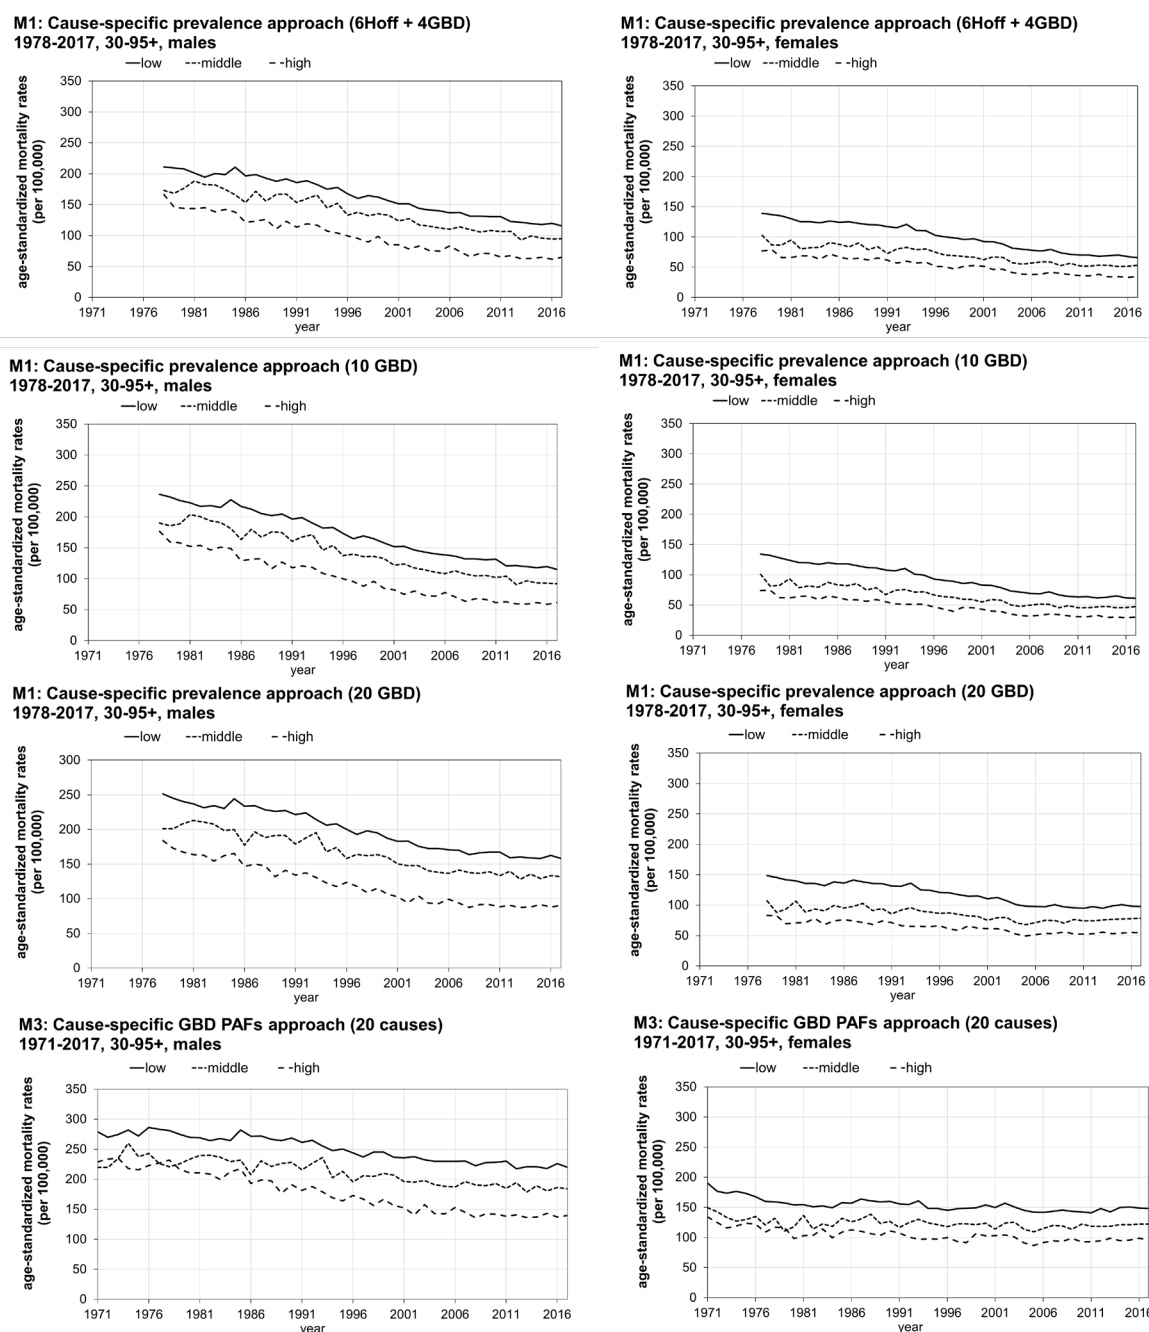 M1: Cause-specific prevalence approach (6Hoff + 4GBD)
1978-2017, 30-95+, males
low middle high
age-standardized mortality rates
(per 100,000)
350
300
250
200
150
100
50
0
1971 1976 1981 1986 1991 1996 2001 2006 2011 2016
year
M1: Cause-specific prevalence approach (6Hoff + 4GBD)
1978-2017, 30-95+, females
low middle high
age-standardized mortality rates
(per 100,000)
350
300
250
200
150
100
50
0
1971 1976 1981 1986 1991 1996 2001 2006 2011 2016
year
M1: Cause-specific prevalence approach (10 GBD)
1978-2017, 30-95+, males
low middle high
age-standardized mortality rates
(per 100,000)
350
300
250
200
150
100
50
0
1971 1976 1981 1986 1991 1996 2001 2006 2011 2016
year
M1: Cause-specific prevalence approach (10 GBD)
1978-2017, 30-95+, females
low middle high
age-standardized mortality rates
(per 100,000)
350
300
250
200
150
100
50
0
1971 1976 1981 1986 1991 1996 2001 2006 2011 2016
year
M1: Cause-specific prevalence approach (20 GBD)
1978-2017, 30-95+, males
low middle high
age-standardized mortality rates
(per 100,000)
300
250
200
150
100
50
0
1971 1976 1981 1986 1991 1996 2001 2006 2011 2016
year
M1: Cause-specific prevalence approach (20 GBD)
1978-2017, 30-95+, females
low middle high
age-standardized mortality rates
(per 100,000)
350
300
250
200
150
100
50
0
1971 1976 1981 1986 1991 1996 2001 2006 2011 2016
year
M3: Cause-specific GBD PAFs approach (20 causes)
1971-2017, 30-95+, males
low middle high
age-standardized mortality rates
(per 100,000)
350
300
250
200
150
100
50
0
1971 1976 1981 1986 1991 1996 2001 2006 2011 2016
year
M3: Cause-specific GBD PAFs approach (20 causes)
1971-2017, 30-95+, females
low middle high
age-standardized mortality rates
(per 100,000)
350
300
250
200
150
100
50
0
1971 1976 1981 1986 1991 1996 2001 2006 2011 2016
year